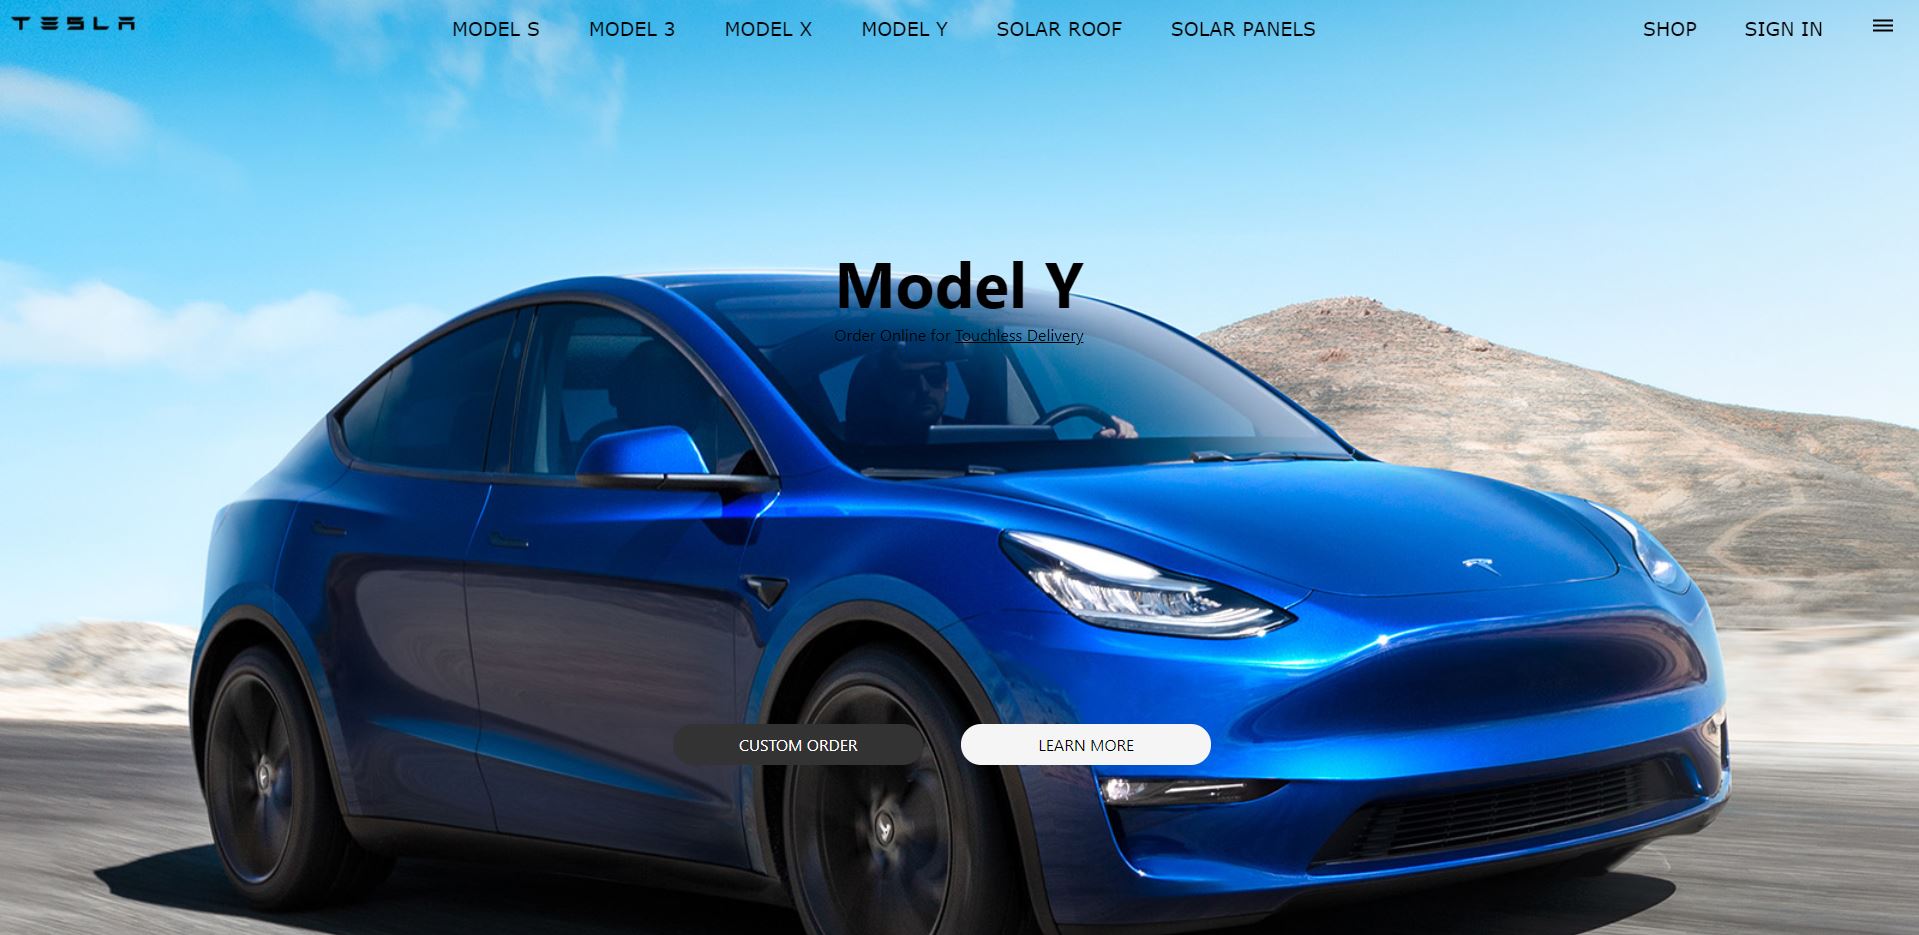 TESLA
MODEL S MODEL 3 MODEL X MODEL Y SOLAR ROOF SOLAR PANELS SHOP SIGN IN
Model Y
Order Online for Touchless Delivery
CUSTOM ORDER LEARN MORE